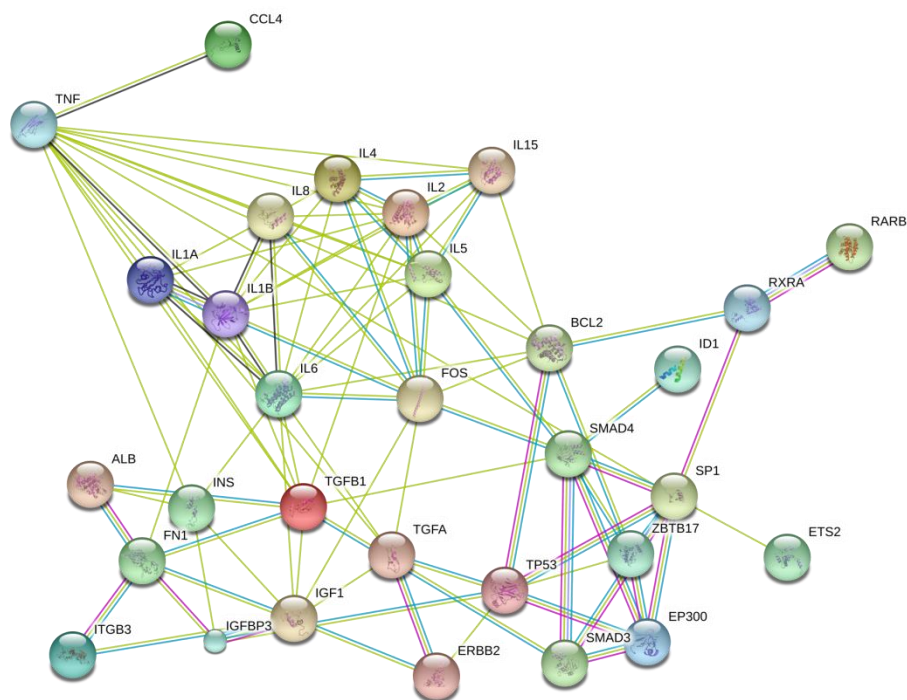 CCL4
TNF
IL4
IL15
IL8
IL2
RARB
IL5
IL1A
RXRA
IL1B
BCL2
ID1
IL6
FOS
SMAD4
ALB
INS
TGFB1
SP1
TGFA
ZBTB17
FN1
ETS2
TP53
IGF1
EP300
ITGB3
IGFBP3
SMAD3
ERBB2